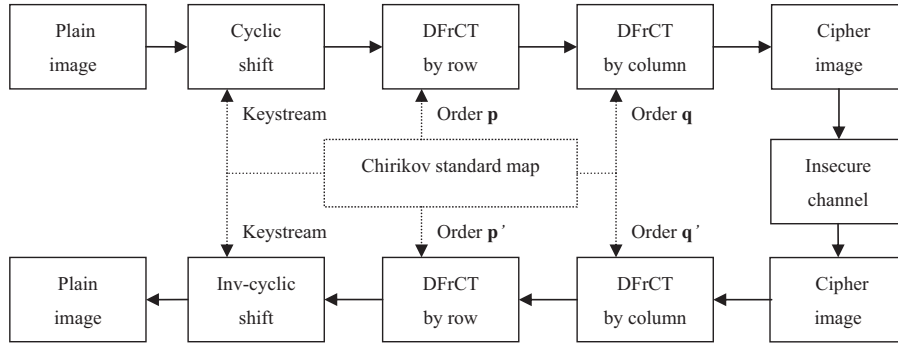 Plain
image
Cyclic
shift
DFrCT
by row
DFrCT
by column
Cipher
image
Keystream
Order p
Order q
Chirikov standard map
Insecure
channel
Keystream
Order p´
Order q´
Plain
image
Inv-cyclic
shift
DFrCT
by row
DFrCT
by column
Cipher
image